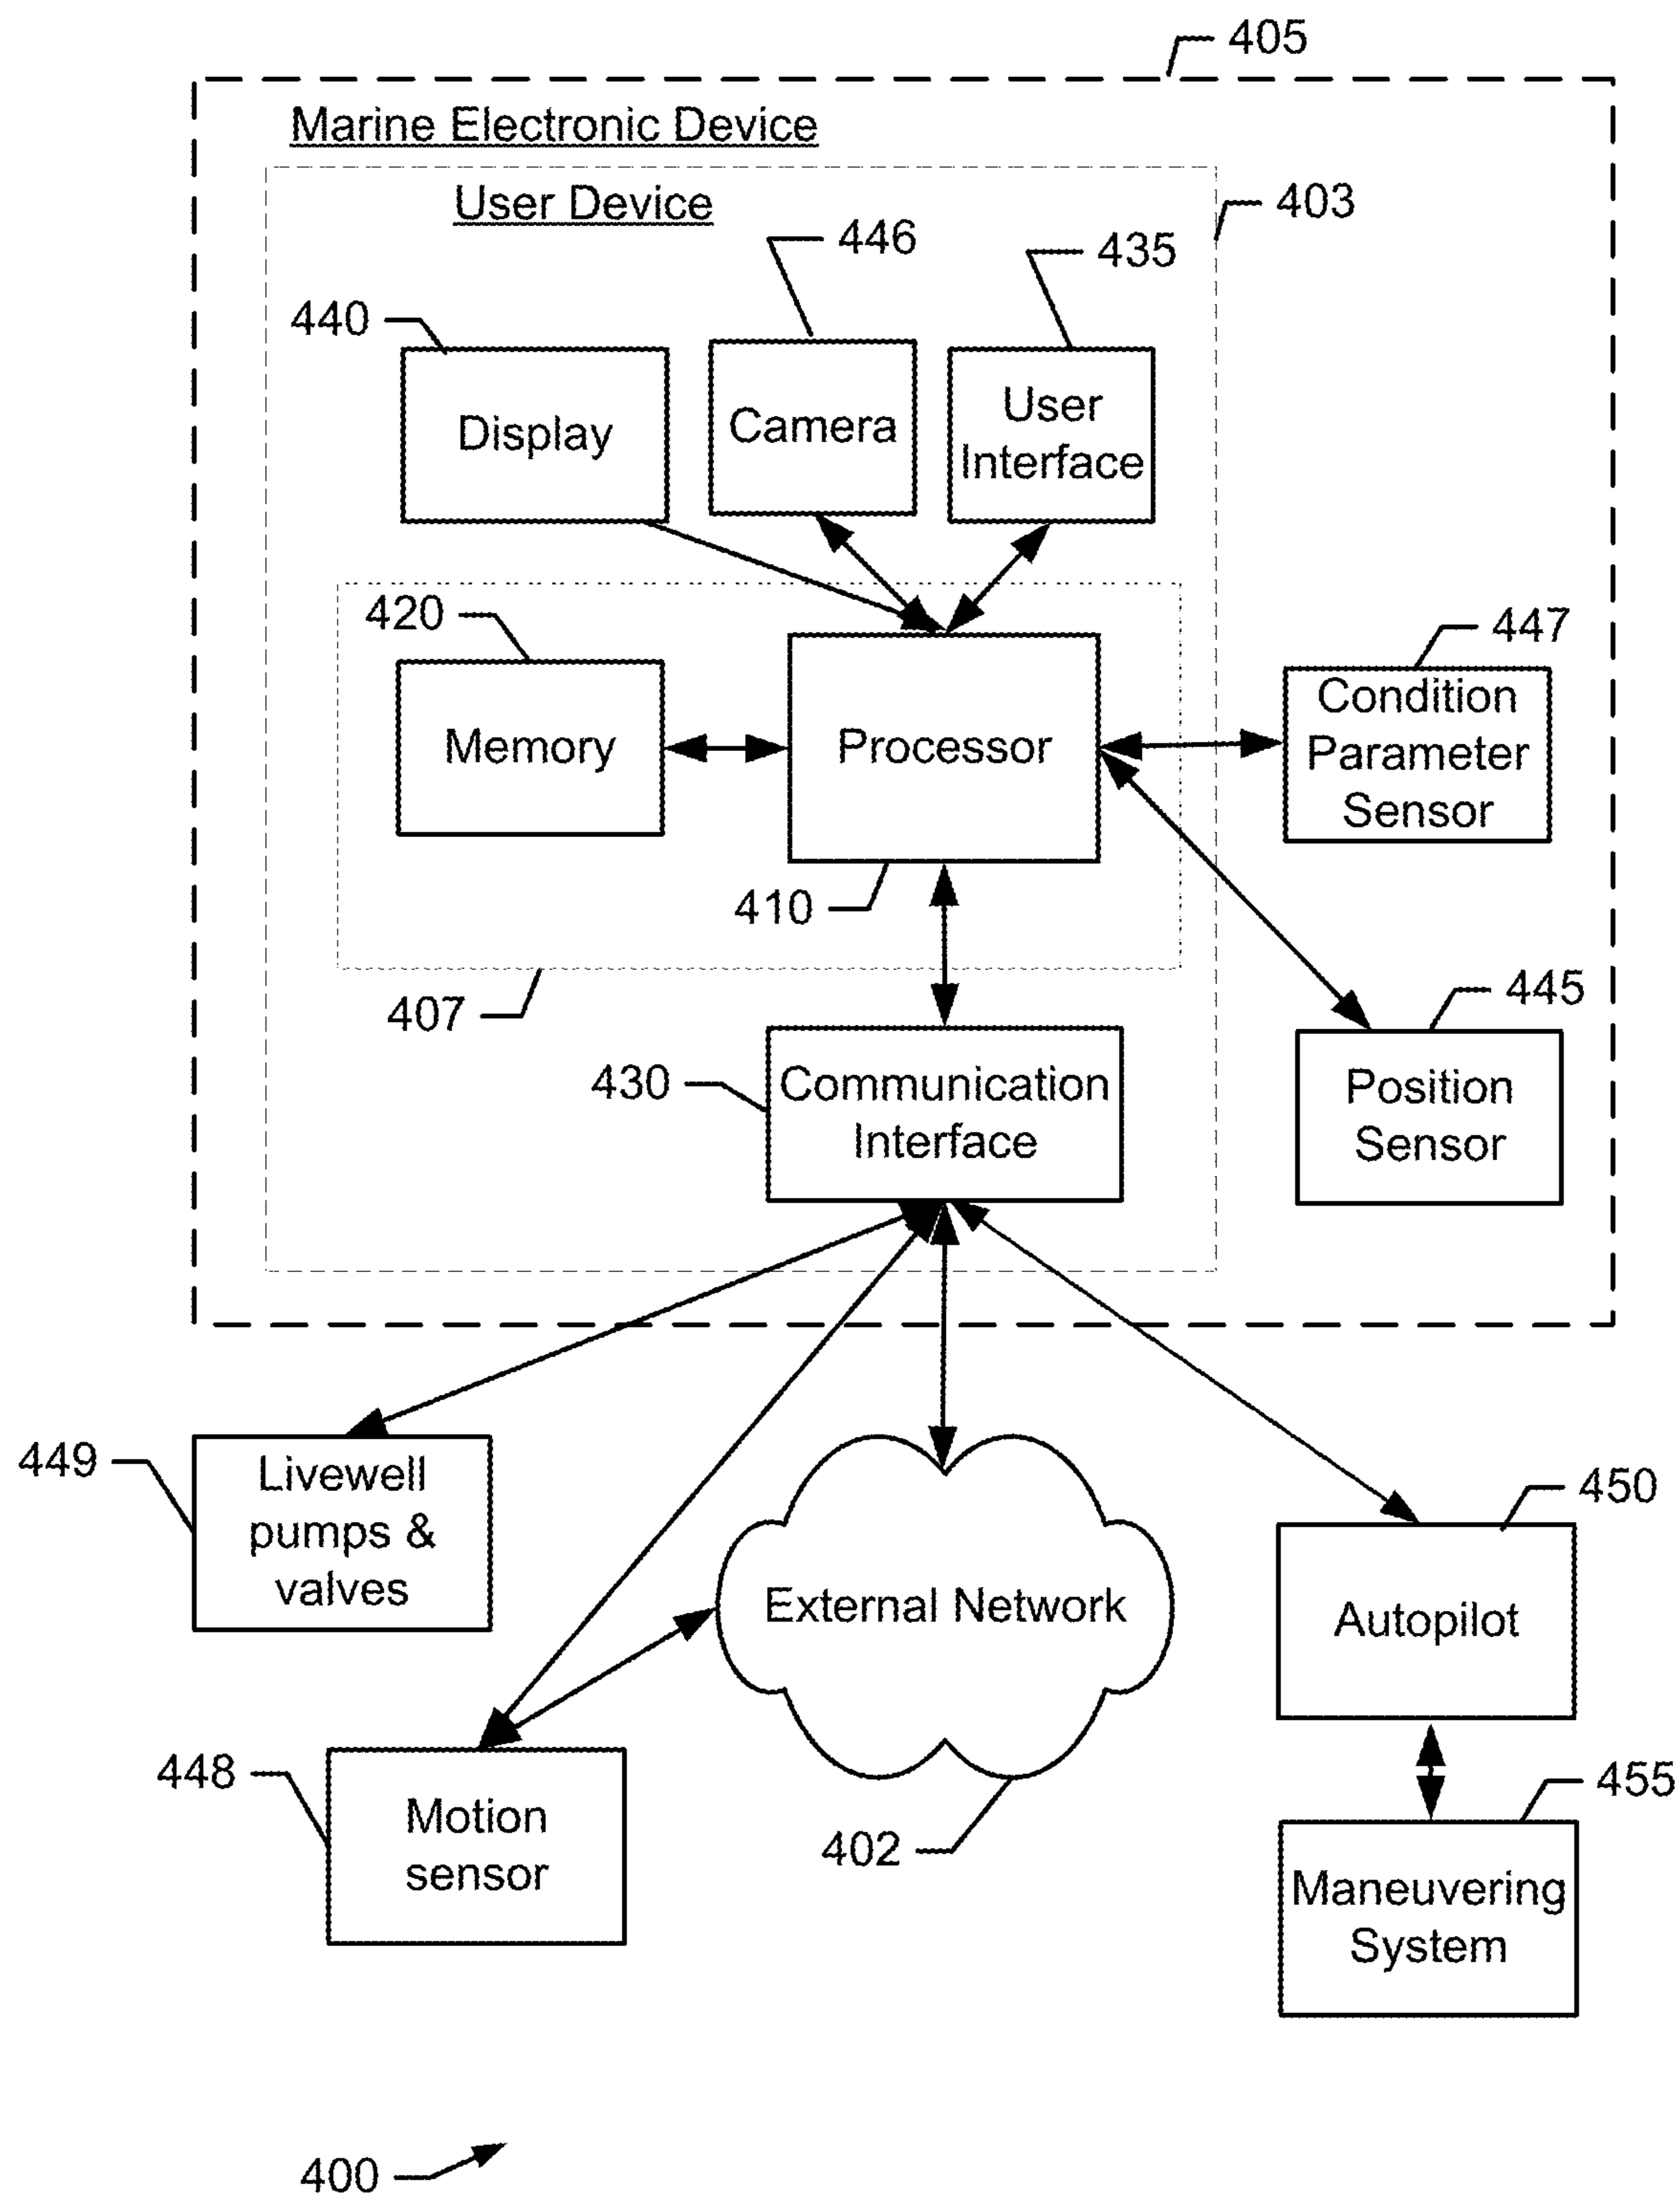 405
Marine Electronic Device
User Device
403
446
435
440
Display
Camera
User
Interface
420
447
Memory
Processor
Condition
Parameter
Sensor
410
407
445
430
Communication
Interface
Position
Sensor
449
Livewell
pumps &
valves
450
External Network
Autopilot
448
Motion
sensor
402
455
Maneuvering
System
400